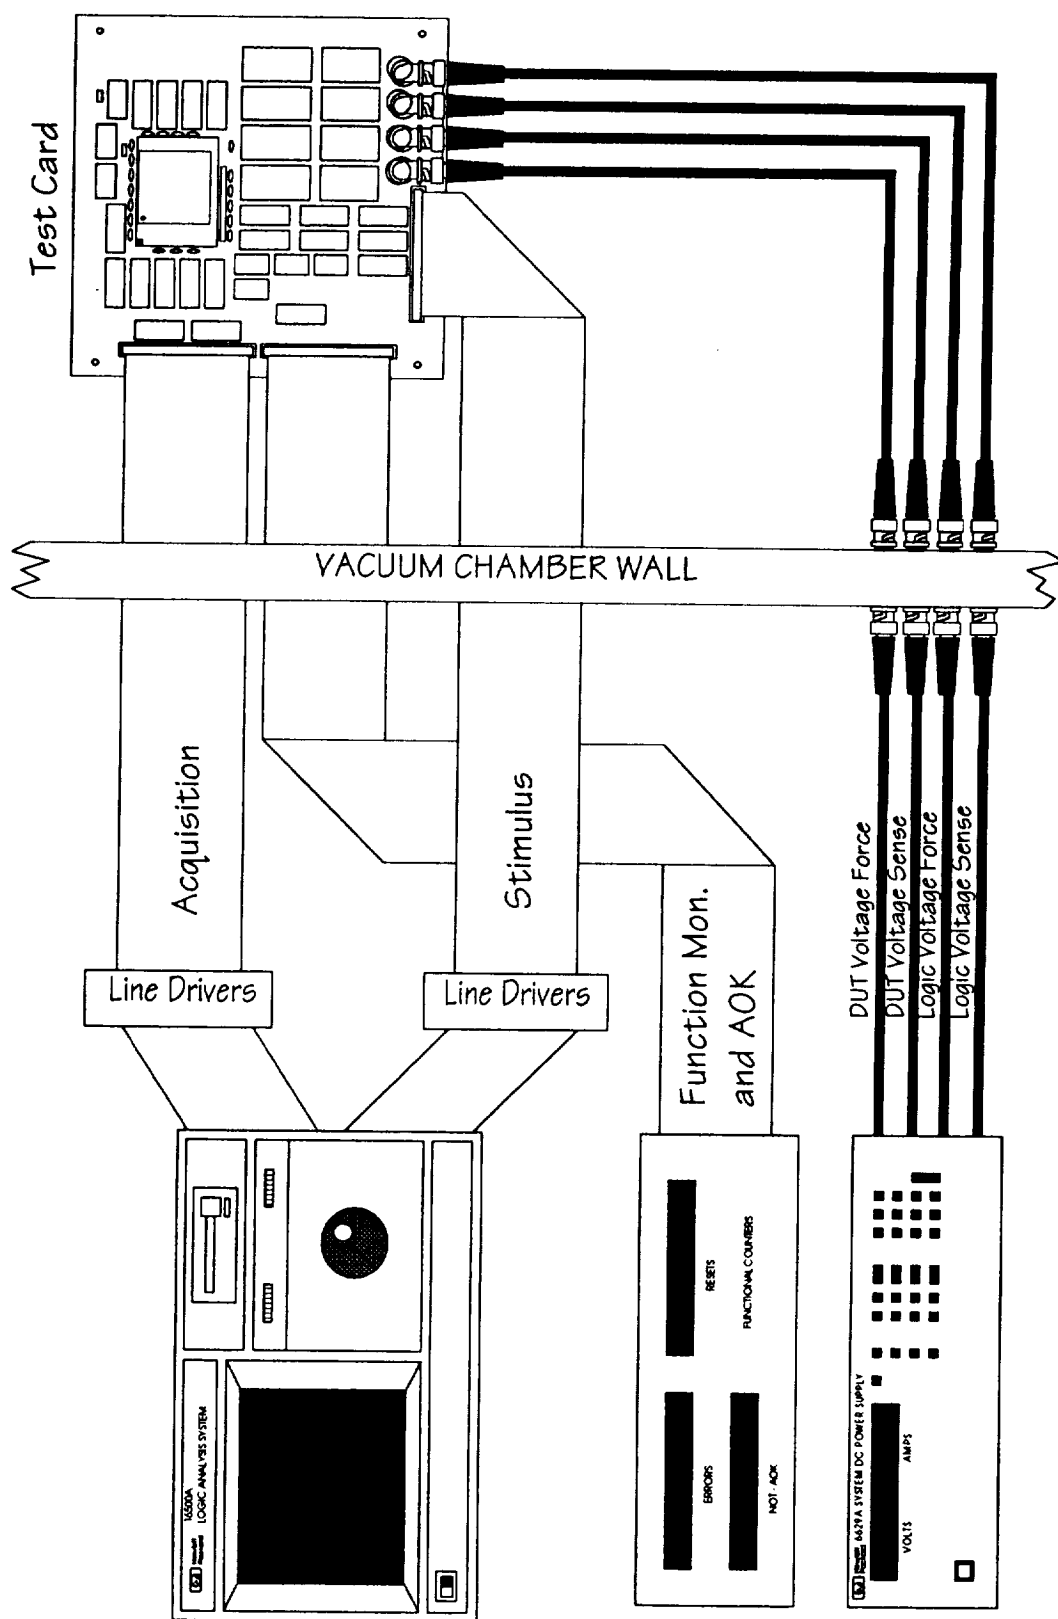 Test Card
VACUUM CHAMBER WALL
Acquisition
Stimulus
Line Drivers
Line Drivers
Function Mon.
and AOK
DUT Voltage Force
DUT Voltage Sense
Logic Voltage Force
Logic Voltage Sense
16500A
LOGIC ANALYSIS SYSTEM
ERRORS
RESETS
NOT - AOK
FUNCTIONAL COUNTERS
6629A SYSTEM DC POWER SUPPLY
VOLTS
AMPS